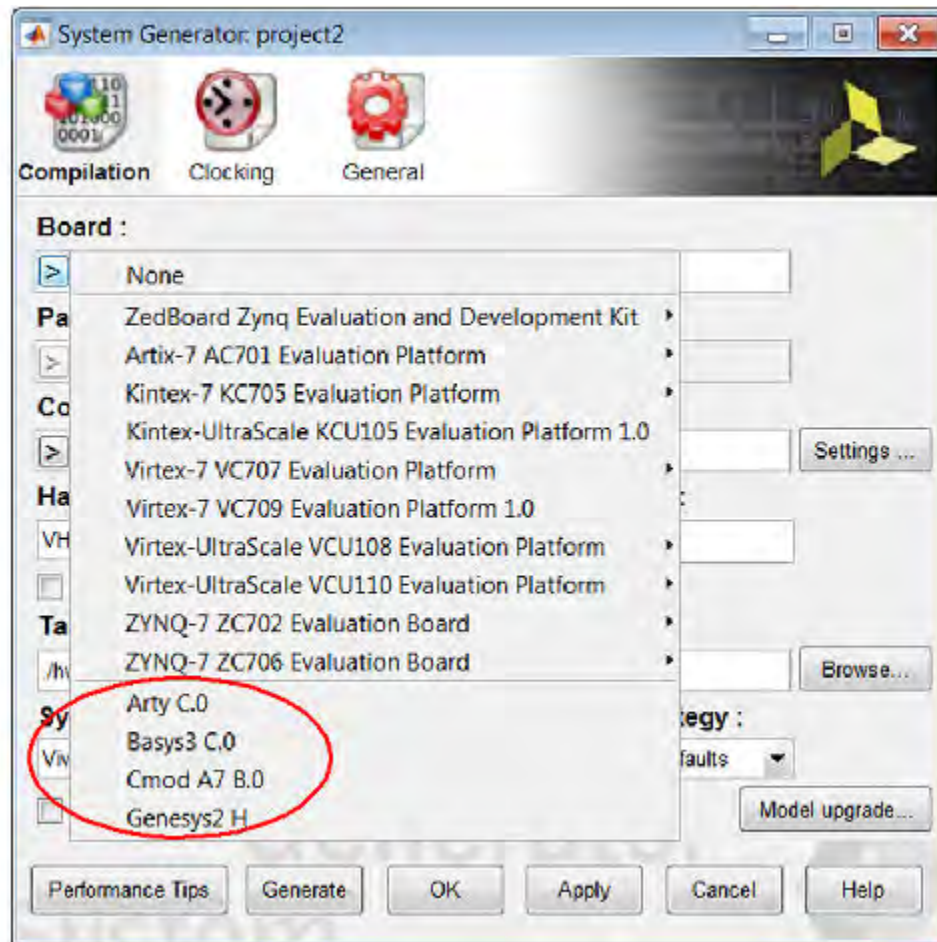 System Generator: project2
Compilation Clocking General
Board :
> None
Pa ZedBoard Zynq Evaluation and Development Kit
> Artix-7 AC701 Evaluation Platform
Co Kintex-7 KC705 Evaluation Platform
> Kintex-UltraScale KCU105 Evaluation Platform 1.0 Settings ...
Virtex-7 VC707 Evaluation Platform
Ha Virtex-7 VC709 Evaluation Platform 1.0 :
VH Virtex-UltraScale VCU108 Evaluation Platform
Virtex-UltraScale VCU110 Evaluation Platform
Ta ZYNQ-7 ZC702 Evaluation Board
/h ZYNQ-7 ZC706 Evaluation Board Browse...
Sy Arty C.0 tegy :
Viv Basys3 C.0 faults
Cmod A7 B.0
Genesys2 H Model upgrade...
Performance Tips Generate OK Apply Cancel Help